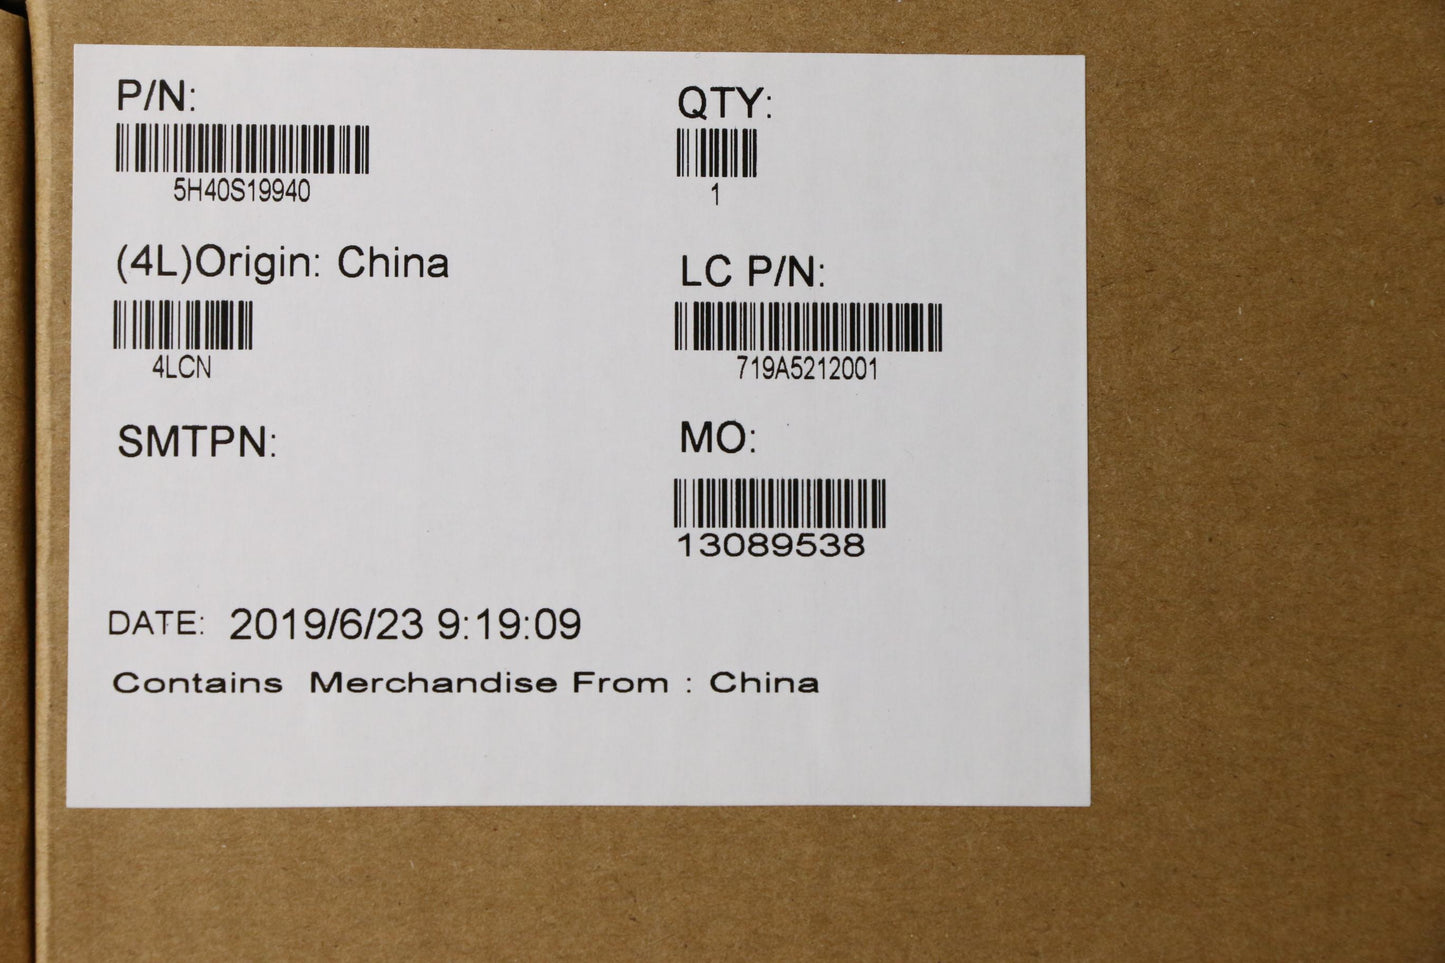 P/N:
5H40S19940
QTY:
1
(4L)Origin: China
4LCN
LC P/N:
719A5212001
SMTPN:
MO:
13089538
DATE: 2019/6/23 9:19:09
Contains Merchandise From : China